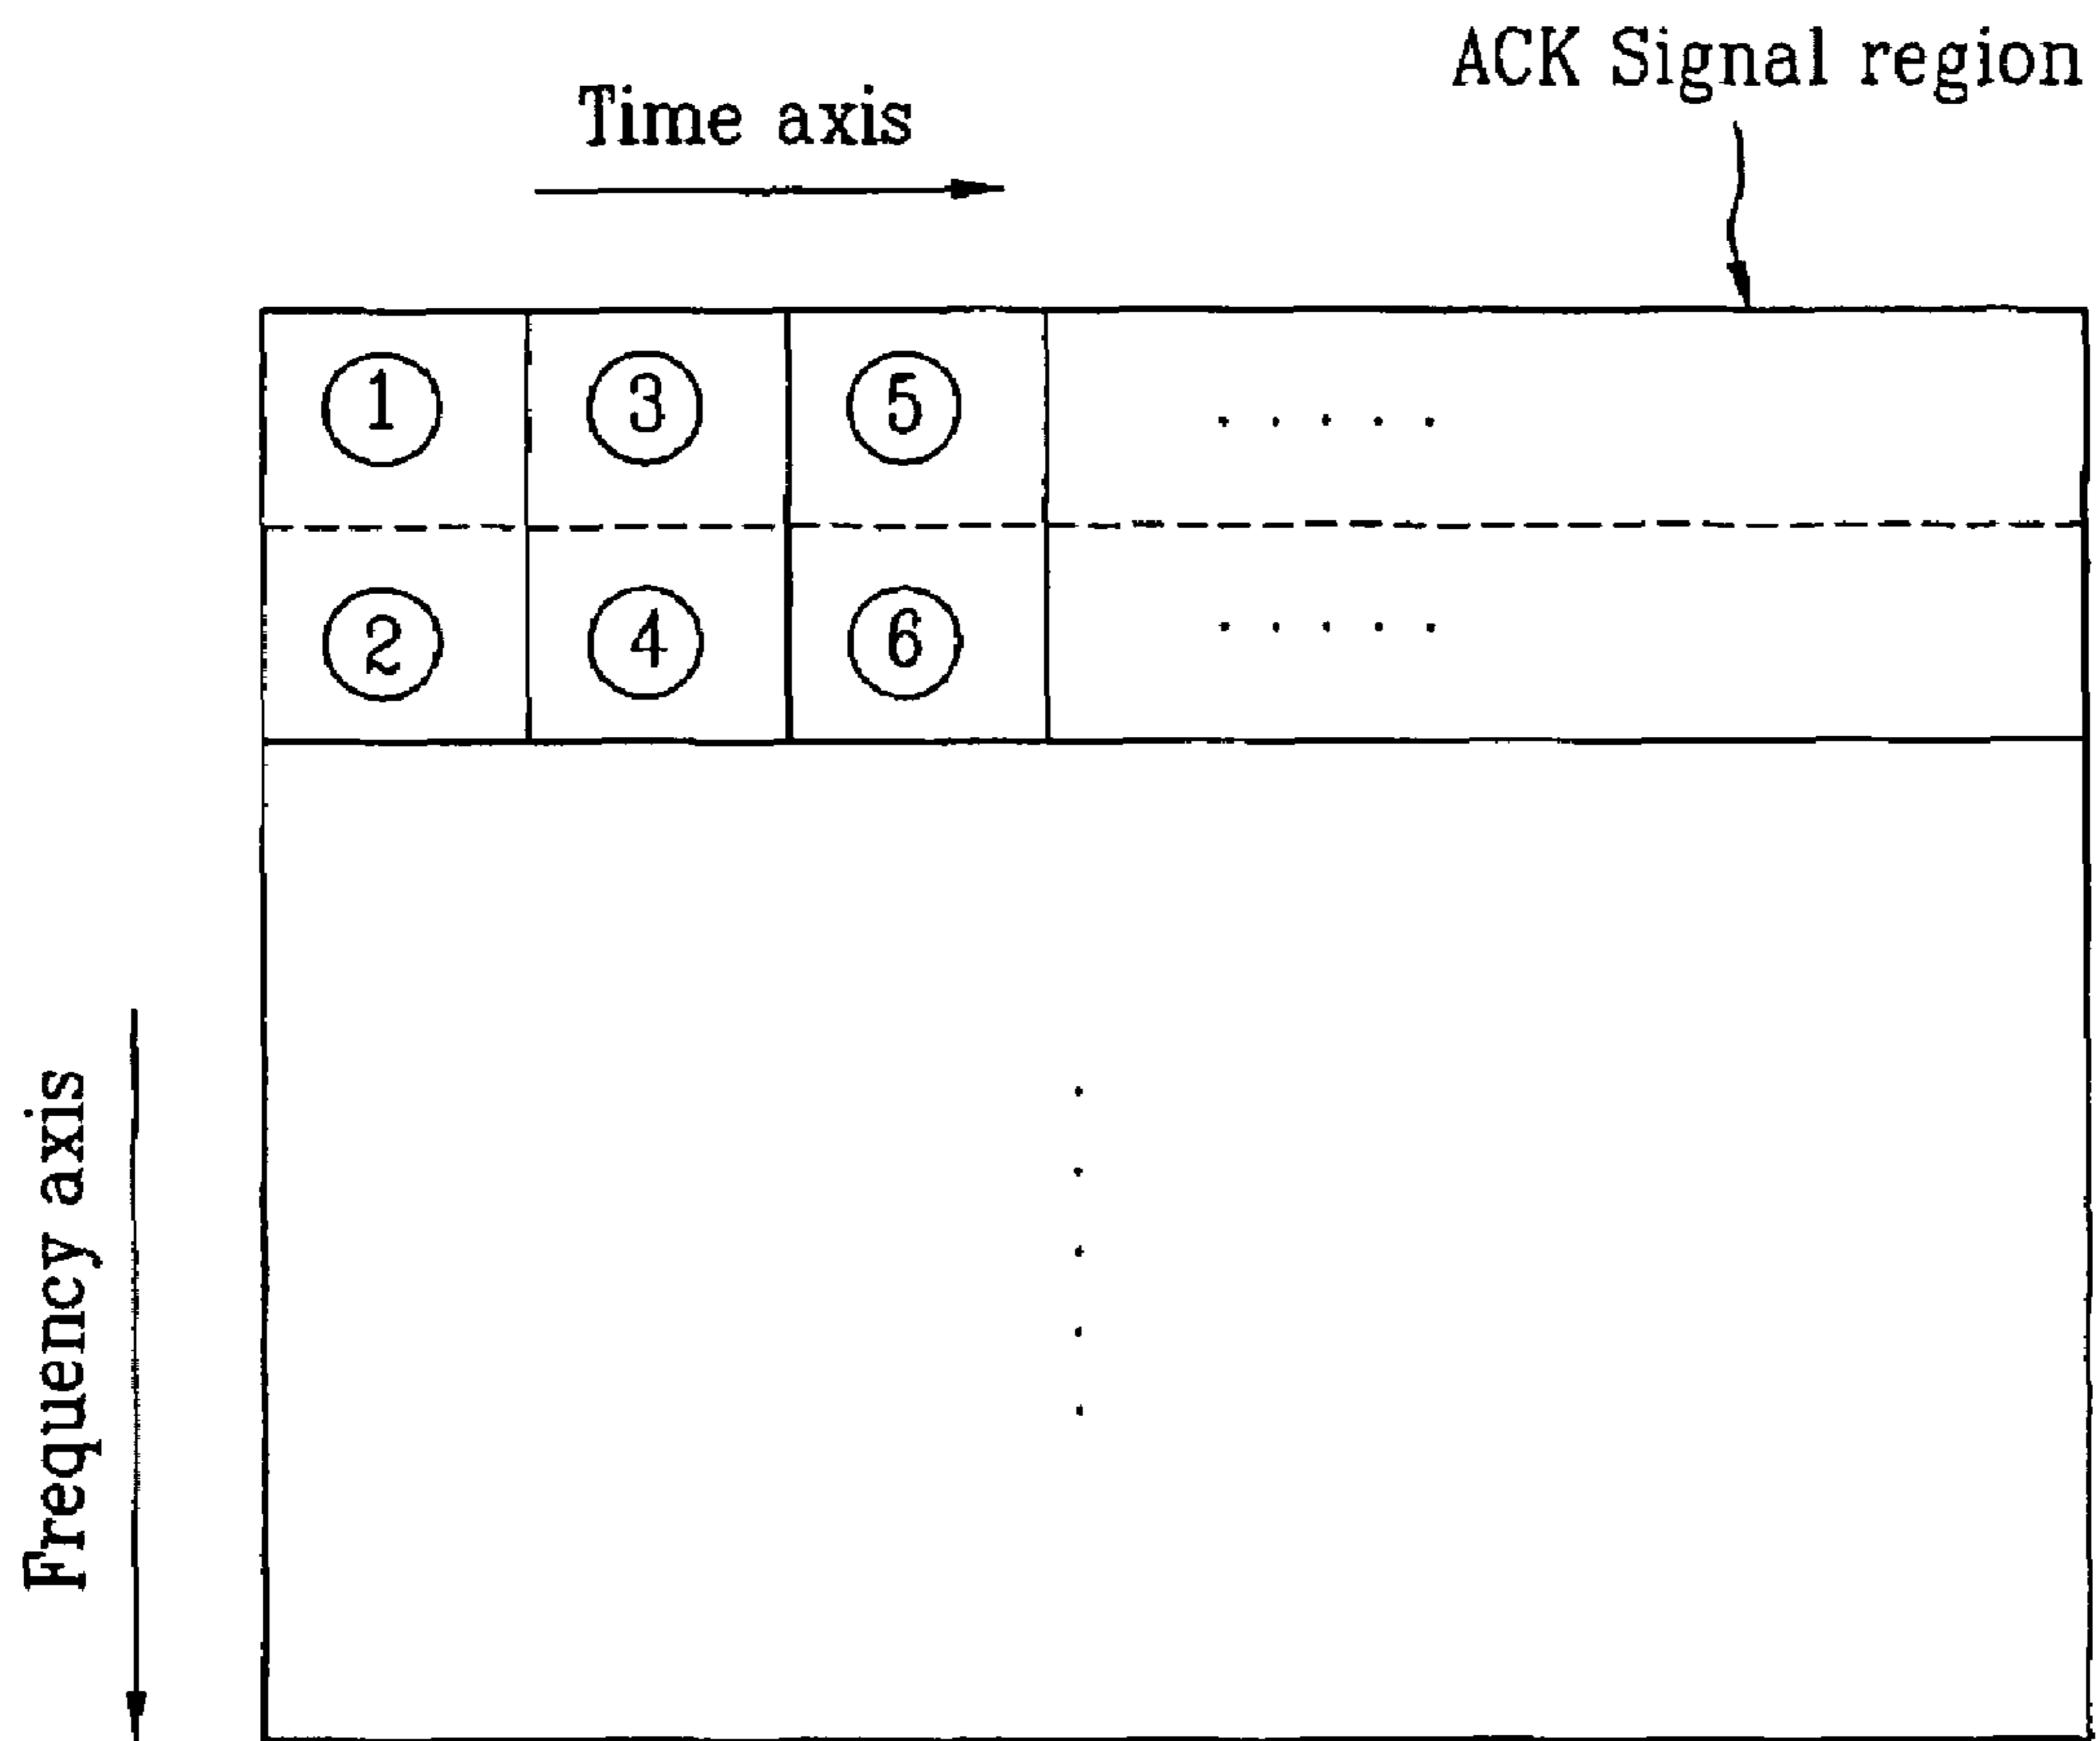 ACK Signal region
Time axis
① ③ ⑤ .....
② ④ ⑥ .....
Frequency axis